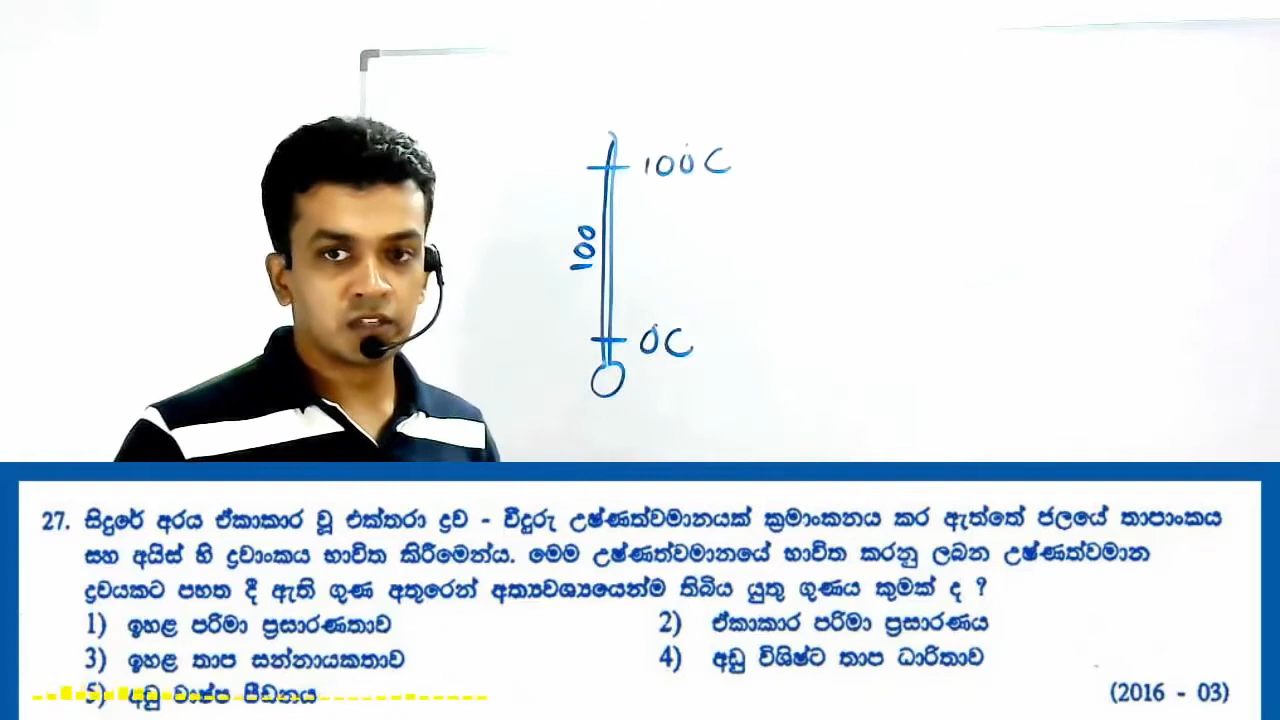 100°C
100
0°C
27. සිදුරේ අරය ඒකාකාර වූ එක්තරා ද්‍රව - වීදුරු උෂ්ණත්වමානයක් ක්‍රමාංකනය කර ඇත්තේ ජලයේ තාපාංකය
සහ අයිස් හි ද්‍රවාංකය භාවිත කිරීමෙන්ය. මෙම උෂ්ණත්වමානයේ භාවිත කරනු ලබන උෂ්ණත්වමාන
ද්‍රවයකට පහත දී ඇති ගුණ අතුරෙන් අත්‍යවශ්‍යයෙන්ම තිබිය යුතු ගුණය කුමක් ද ?
1) ඉහළ පරිමා ප්‍රසාරණතාව 2) ඒකාකාර පරිමා ප්‍රසාරණය
3) ඉහළ තාප සන්නායකතාව 4) අඩු විශිෂ්ට තාප ධාරිතාව
5) අඩු වාෂ්ප පීඩනය (2016 - 03)